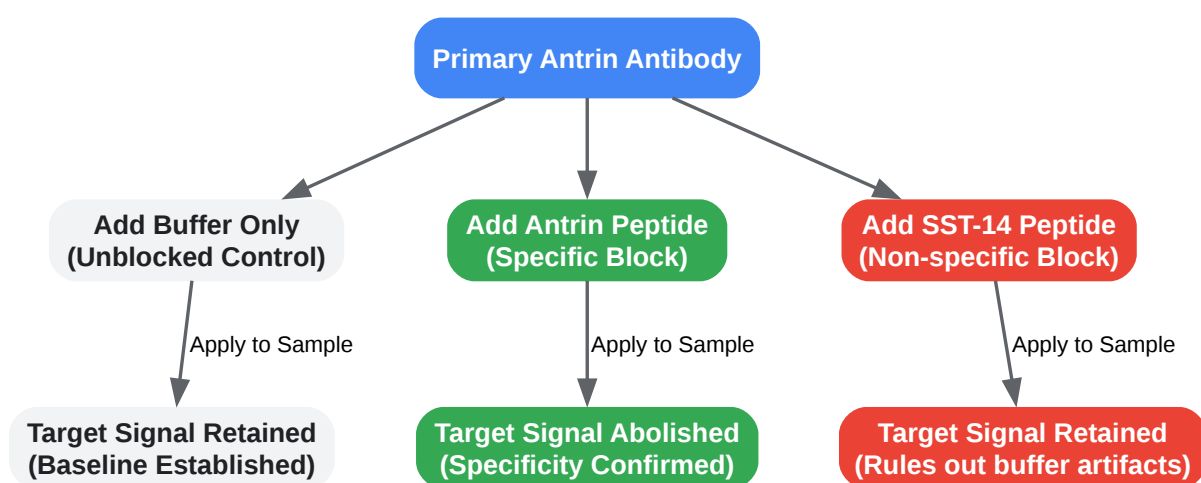 Primary Antrin Antibody
Add Buffer Only
(Unblocked Control)
Add Antrin Peptide
(Specific Block)
Add SST-14 Peptide
(Non-specific Block)
Apply to Sample
Apply to Sample
Apply to Sample
Target Signal Retained
(Baseline Established)
Target Signal Abolished
(Specificity Confirmed)
Target Signal Retained
(Rules out buffer artifacts)